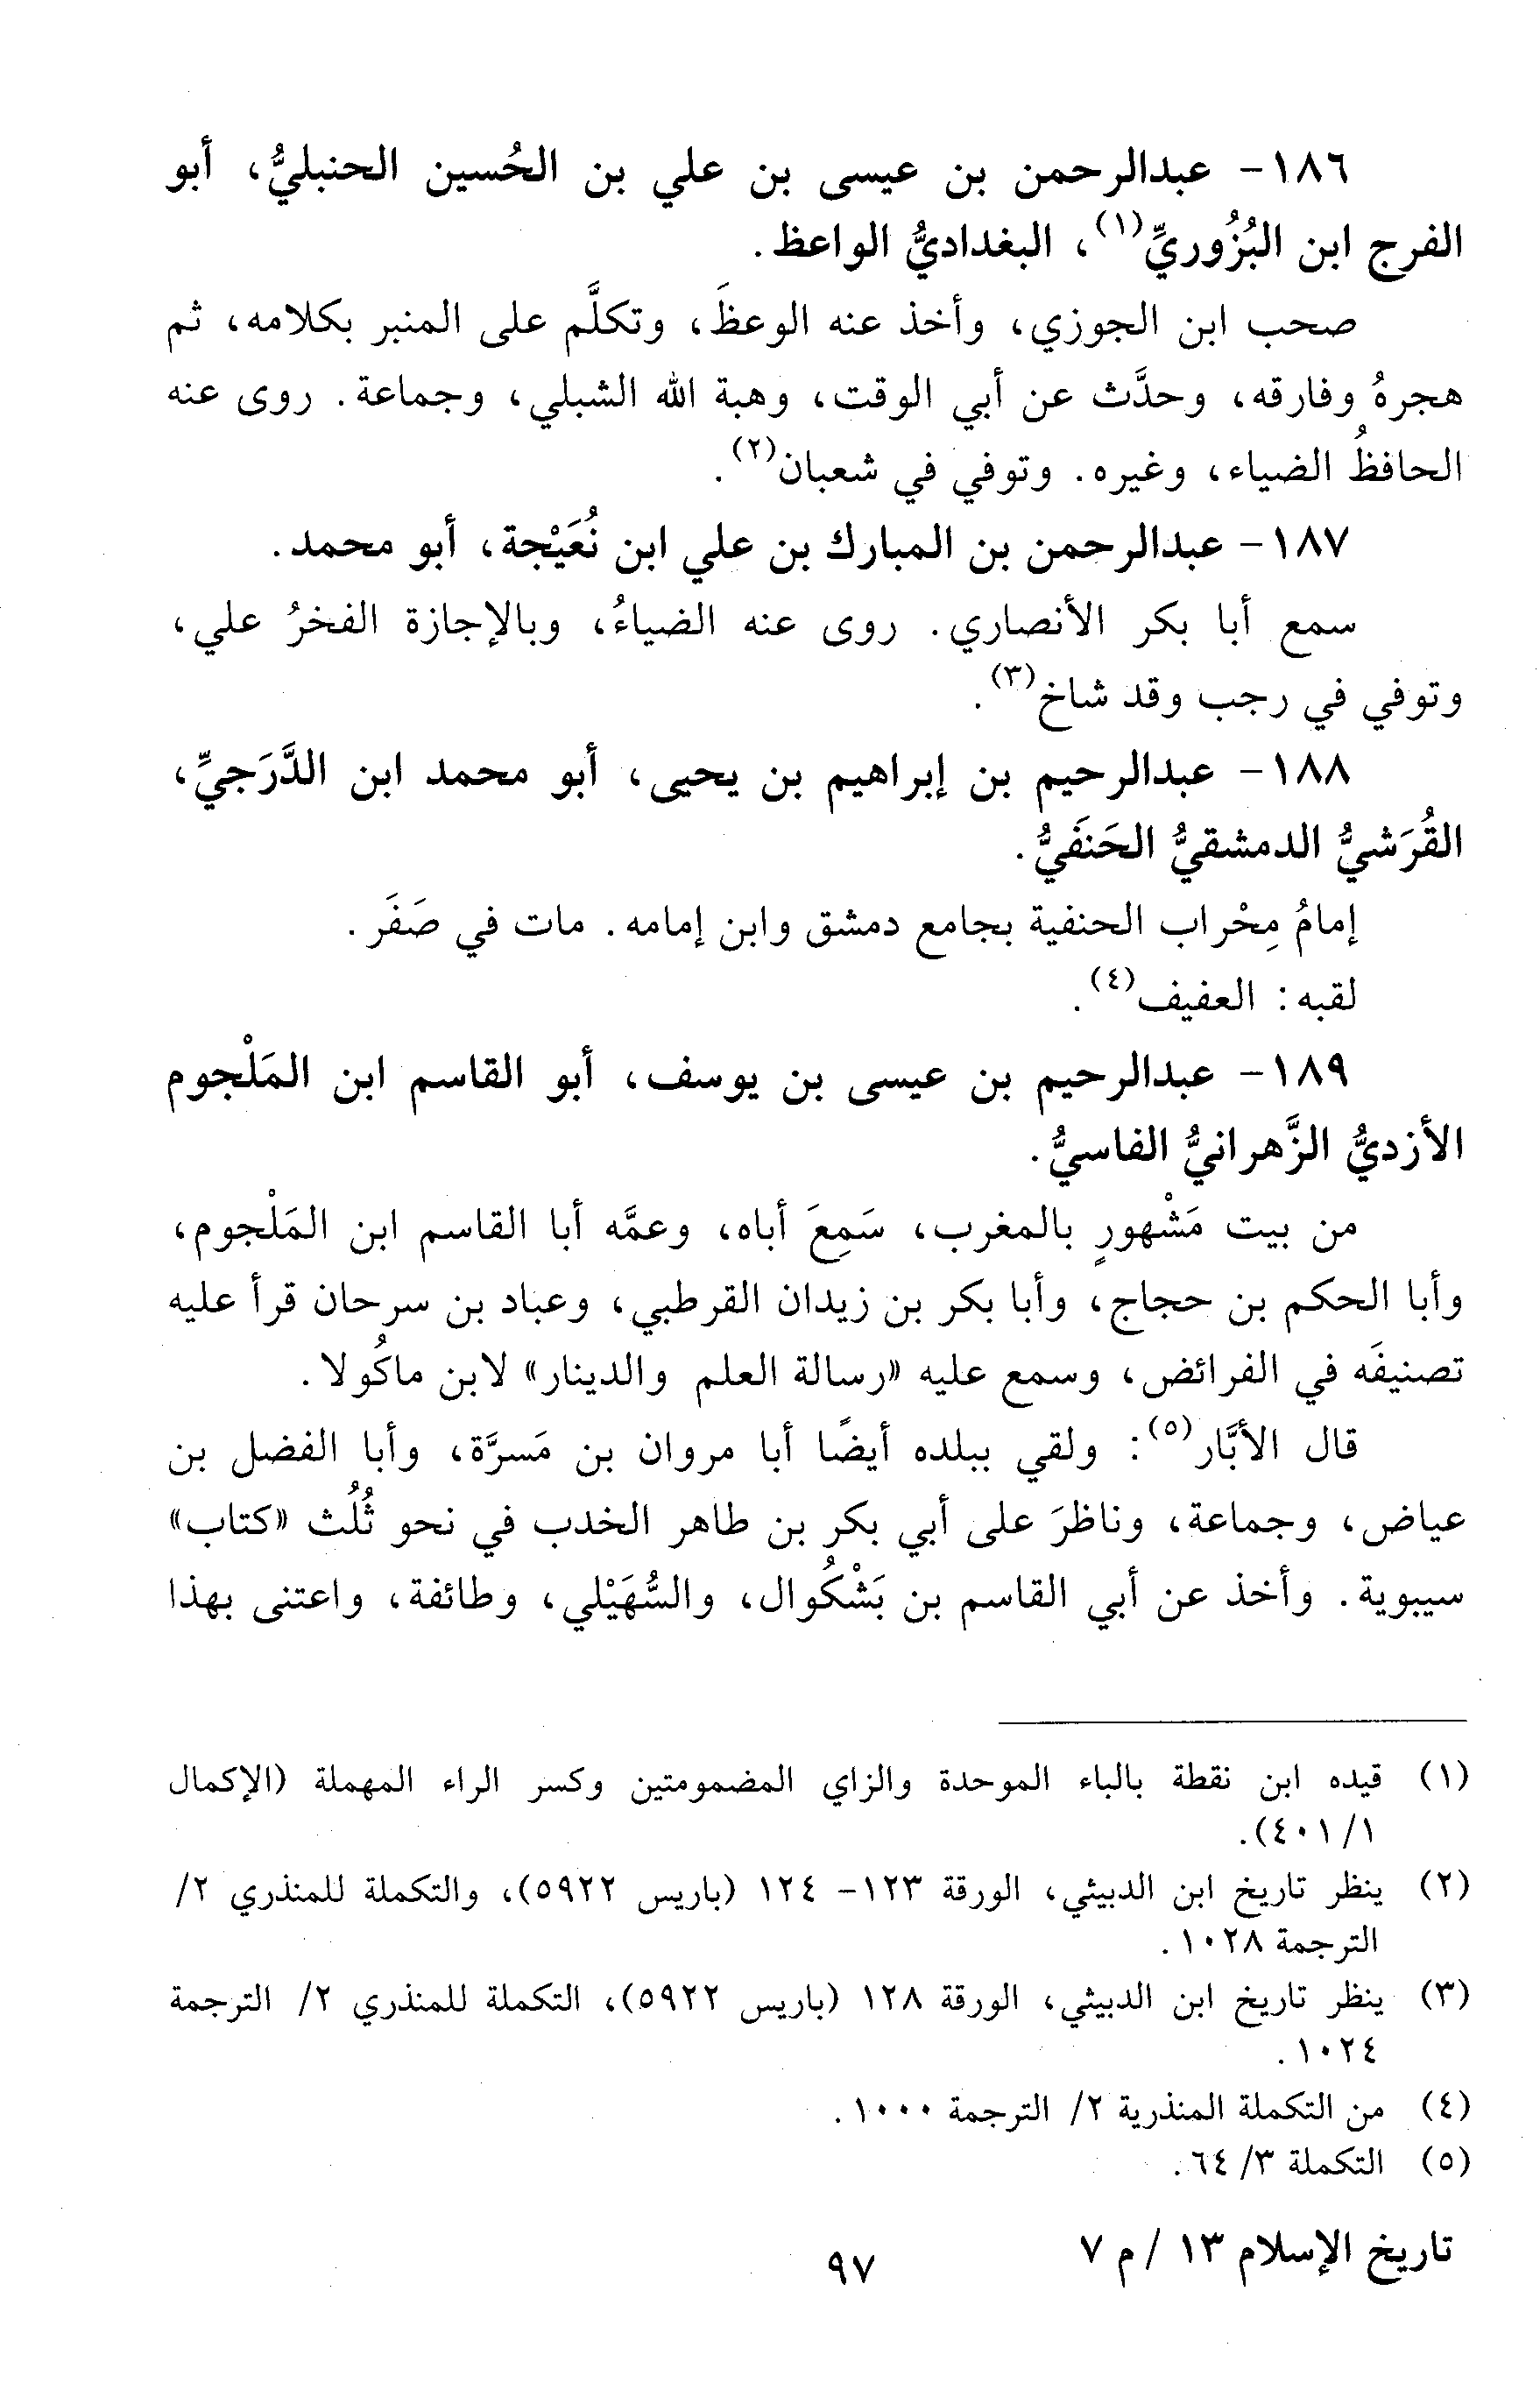 ١٨٦- عبدالرحمن بن عيسى بن علي بن الحُسين الحنبليُّ، أبو
الفرج ابن البُزُوريِّ(١)، البغداديُّ الواعظ.
صحب ابن الجوزي، وأخذ عنه الوعظَ، وتكلَّم على المنبر بكلامه، ثم
هجرهُ وفارقه، وحدَّث عن أبي الوقت، وهبة الله الشبلي، وجماعة. روى عنه
الحافظُ الضياء، وغيره. وتوفي في شعبان(٢).
١٨٧- عبدالرحمن بن المبارك بن علي ابن نُعَيْجة، أبو محمد.
سمع أبا بكر الأنصاري. روى عنه الضياءُ، وبالإجازة الفخرُ علي،
وتوفي في رجب وقد شاخ(٣).
١٨٨- عبدالرحيم بن إبراهيم بن يحيى، أبو محمد ابن الدَّرَجيِّ،
القُرَشيُّ الدمشقيُّ الحَنَفيُّ.
إمامُ مِحْراب الحنفية بجامع دمشق وابن إمامه. مات في صَفَر.
لقبه: العفيف(٤).
١٨٩- عبدالرحيم بن عيسى بن يوسف، أبو القاسم ابن المَلْجوم
الأزديُّ الزَّهرانيُّ الفاسيُّ.
من بيت مَشْهورٍ بالمغرب، سَمِعَ أباه، وعمَّه أبا القاسم ابن المَلْجوم،
وأبا الحكم بن حجاج، وأبا بكر بن زيدان القرطبي، وعباد بن سرحان قرأ عليه
تصنيفَه في الفرائض، وسمع عليه «رسالة العلم والدينار» لابن ماكُولا.
قال الأبَّار(٥): ولقي ببلده أيضًا أبا مروان بن مَسرَّة، وأبا الفضل بن
عياض، وجماعة، وناظرَ على أبي بكر بن طاهر الخدب في نحو ثُلُث «كتاب»
سيبوية. وأخذ عن أبي القاسم بن بَشْكُوال، والسُّهَيْلي، وطائفة، واعتنى بهذا
(١) قيده ابن نقطة بالباء الموحدة والزاي المضمومتين وكسر الراء المهملة (الإكمال
١/ ٤٠١).
(٢) ينظر تاريخ ابن الدبيثي، الورقة ١٢٣- ١٢٤ (باريس ٥٩٢٢)، والتكملة للمنذري ٢/
الترجمة ١٠٢٨.
(٣) ينظر تاريخ ابن الدبيثي، الورقة ١٢٨ (باريس ٥٩٢٢)، التكملة للمنذري ٢/ الترجمة
١٠٢٤.
(٤) من التكملة المنذرية ٢/ الترجمة ١٠٠٠.
(٥) التكملة ٣/ ٦٤.
تاريخ الإسلام ١٣ / م ٧
٩٧